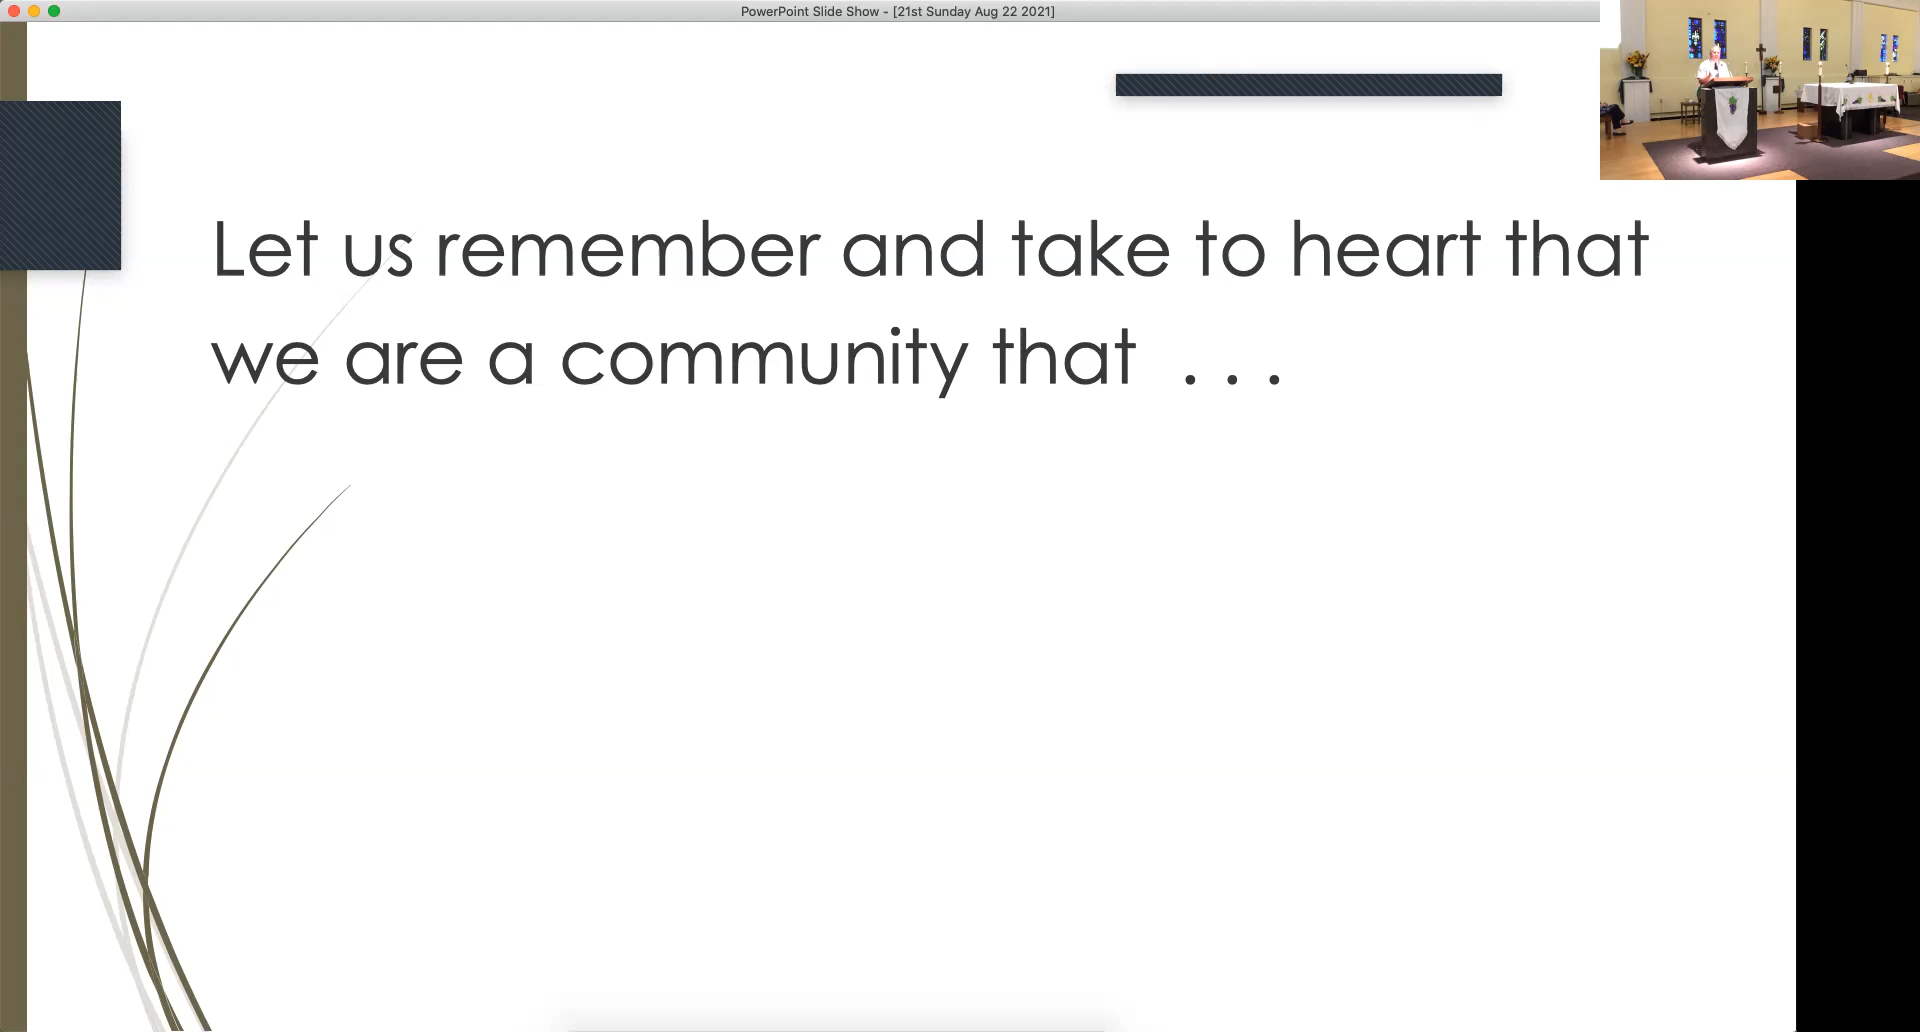 PowerPoint Slide Show - [21st Sunday Aug 22 2021]
Let us remember and take to heart that
we are a community that . . .